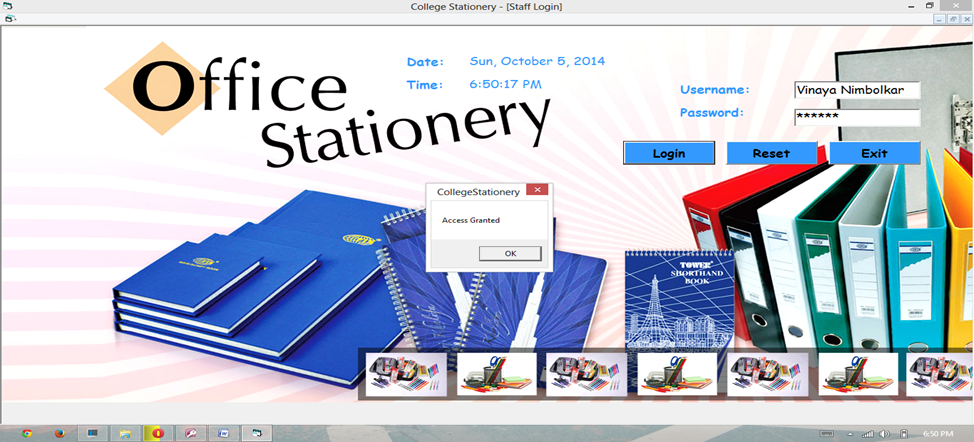 College Stationery - [Staff Login]
Office
Stationery
Date: Sun, October 5, 2014
Time: 6:50:17 PM
Username: Vinaya Nimbolkar
Password: ******
Login Reset Exit
CollegeStationery
Access Granted
OK
TOWER
SHORTHAND
BOOK
6:50 PM